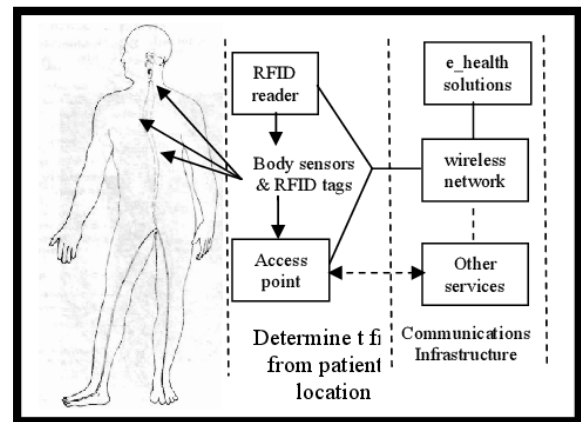 RFID
reader
Body sensors
& RFID tags
Access
point
Determine t fi
from patient
location
e_health
solutions
wireless
network
Other
services
Communications
Infrastructure